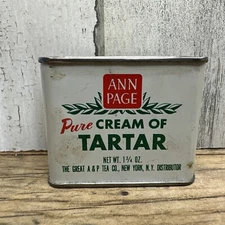 ANN
PAGE
Pure CREAM OF
TARTAR
NET WT. 1¾ OZ.
THE GREAT A & P TEA CO., NEW YORK, N.Y. DISTRIBUTOR